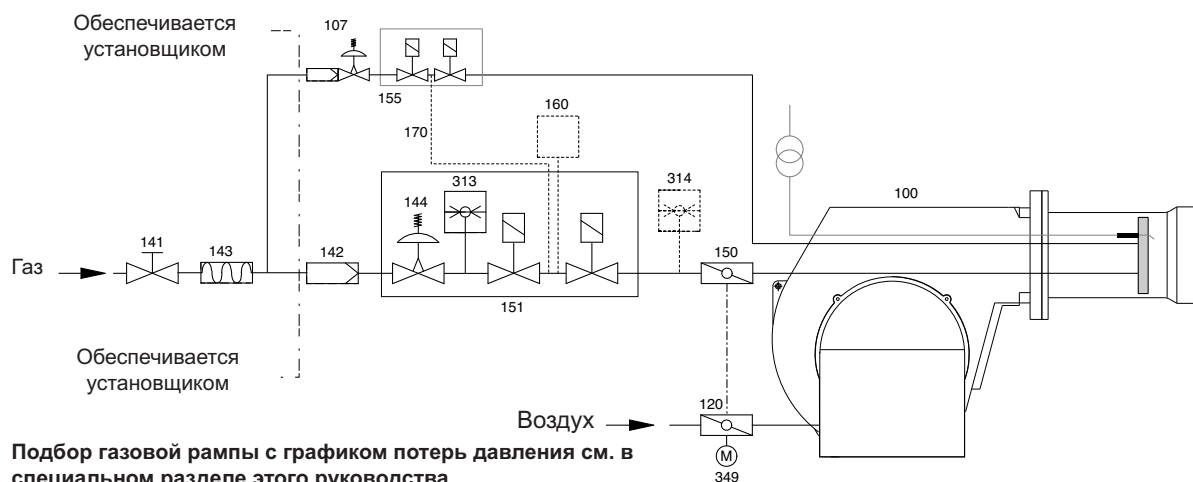 Обеспечивается
установщиком
107
155
160
170
313
314
144
100
141
143
142
150
Газ
151
Обеспечивается
установщиком
120
Воздух
M
349
Подбор газовой рампы с графиком потерь давления см. в
специальном разделе этого руководства